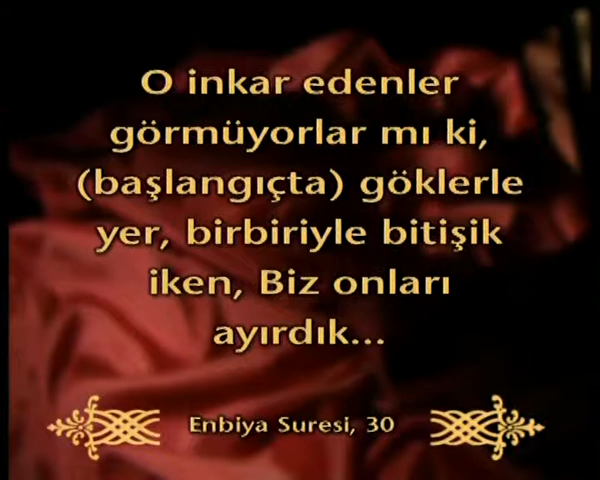 O inkar edenler
görmüyorlar mı ki,
(başlangıçta) göklerle
yer, birbiriyle bitişik
iken, Biz onları
ayırdık...
Enbiya Suresi, 30